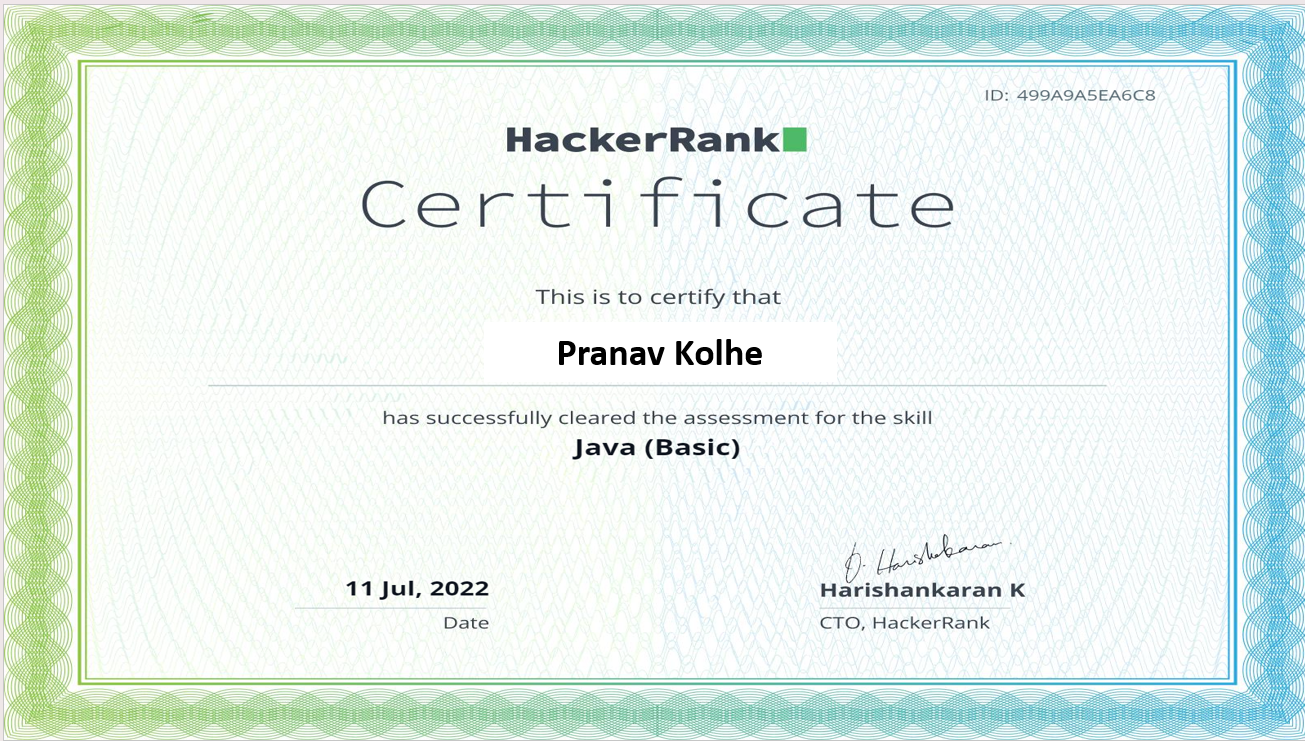 ID: 499A9A5EA6C8
HackerRank
Certificate
This is to certify that
Pranav Kolhe
has successfully cleared the assessment for the skill
Java (Basic)
O. Harishankaran
11 Jul, 2022
Harishankaran K
Date
CTO, HackerRank